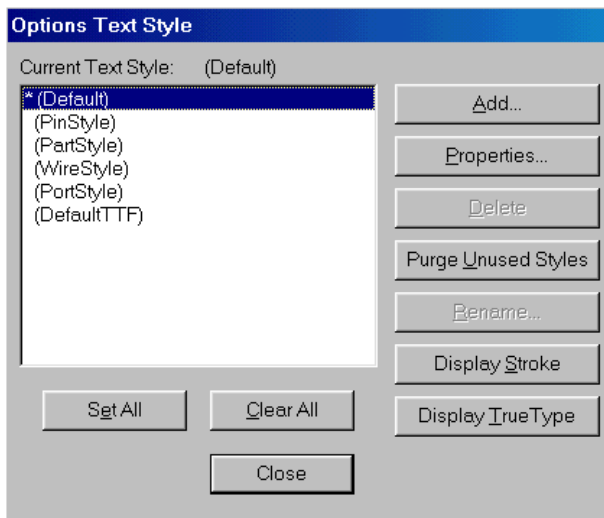 Options Text Style
Current Text Style: (Default)
* (Default)
(PinStyle)
(PartStyle)
(WireStyle)
(PortStyle)
(DefaultTTF)
Add...
Properties...
Delete
Purge Unused Styles
Rename...
Display Stroke
Display TrueType
Set All
Clear All
Close